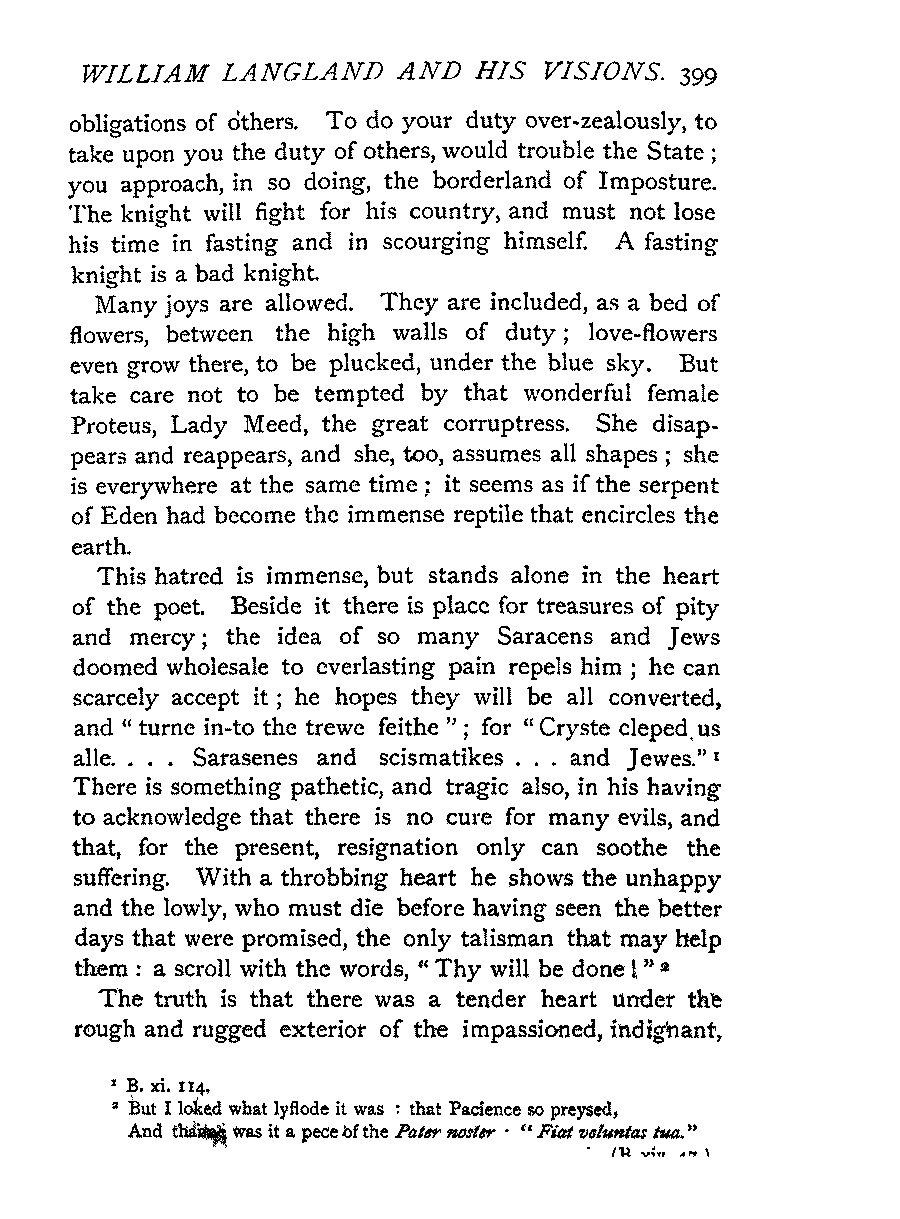 WILLIAM LANGLAND AND HIS VISIONS. 399
obligations of others. To do your duty over-zealously, to
take upon you the duty of others, would trouble the State ;
you approach, in so doing, the borderland of Imposture.
The knight will fight for his country, and must not lose
his time in fasting and in scourging himself. A fasting
knight is a bad knight.
Many joys are allowed. They are included, as a bed of
flowers, between the high walls of duty ; love-flowers
even grow there, to be plucked, under the blue sky. But
take care not to be tempted by that wonderful female
Proteus, Lady Meed, the great corruptress. She disap-
pears and reappears, and she, too, assumes all shapes ; she
is everywhere at the same time ; it seems as if the serpent
of Eden had become the immense reptile that encircles the
earth.
This hatred is immense, but stands alone in the heart
of the poet. Beside it there is place for treasures of pity
and mercy ; the idea of so many Saracens and Jews
doomed wholesale to everlasting pain repels him ; he can
scarcely accept it ; he hopes they will be all converted,
and " turne in-to the trewe feithe " ; for " Cryste cleped us
alle. . . . Sarasenes and scismatikes . . . and Jewes." ¹
There is something pathetic, and tragic also, in his having
to acknowledge that there is no cure for many evils, and
that, for the present, resignation only can soothe the
suffering. With a throbbing heart he shows the unhappy
and the lowly, who must die before having seen the better
days that were promised, the only talisman that may help
them : a scroll with the words, " Thy will be done ! " ²
The truth is that there was a tender heart under the
rough and rugged exterior of the impassioned, indignant,
¹ B. xi. 114.
² But I loked what lyflode it was : that Pacience so preysed,
And was it a pece of the Pater noster · " Fiat voluntas tua."